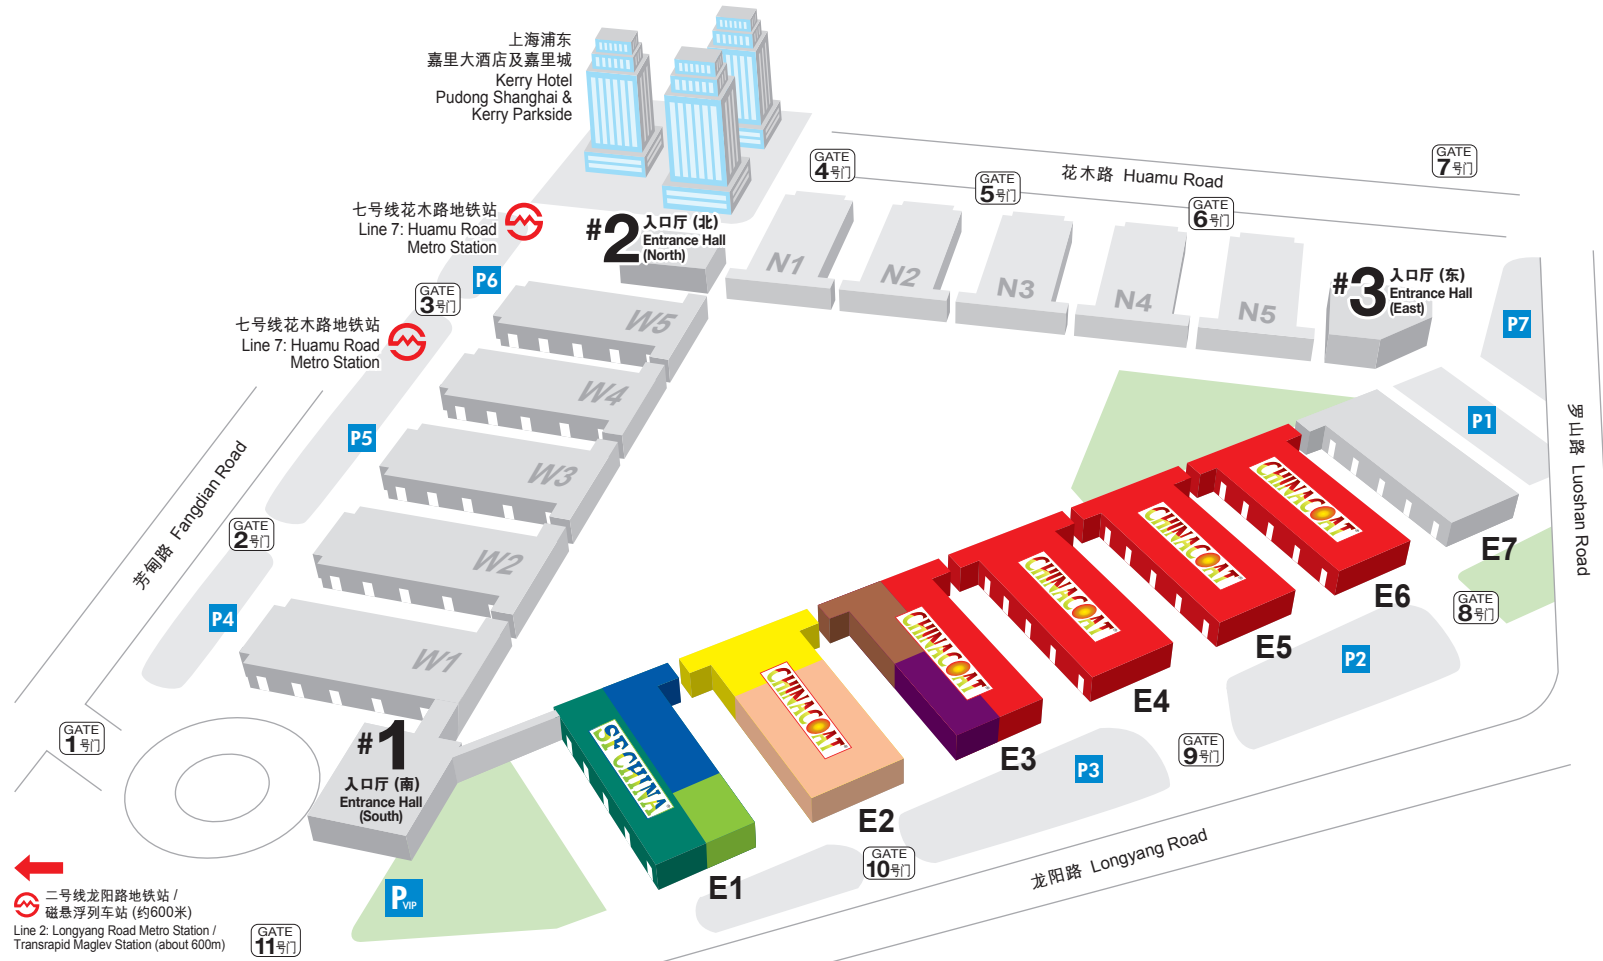 上海浦东
嘉里大酒店及嘉里城
Kerry Hotel
Pudong Shanghai &
Kerry Parkside
GATE
4号门
花木路 Huamu Road
GATE
5号门
GATE
6号门
GATE
7号门
七号线花木路地铁站
Line 7: Huamu Road
Metro Station
#2
入口厅 (北)
Entrance Hall
(North)
P6
GATE
3号门
七号线花木路地铁站
Line 7: Huamu Road
Metro Station
N1
N2
N3
N4
N5
#3
入口厅 (东)
Entrance Hall
(East)
P7
P1
罗山路 Luoshan Road
W5
W4
W3
W2
W1
P5
芳甸路 Fangdian Road
GATE
2号门
P4
GATE
1号门
#1
入口厅 (南)
Entrance Hall
(South)
CHINACOAT
E7
CHINACOAT
E6
CHINACOAT
E5
CHINACOAT
E4
CHINACOAT
E3
SFCHINA
E2
E1
GATE
8号门
P2
GATE
9号门
P3
GATE
10号门
龙阳路 Longyang Road
PVIP
二号线龙阳路地铁站 /
磁悬浮列车站 (约600米)
Line 2: Longyang Road Metro Station /
Transrapid Maglev Station (about 600m)
GATE
11号门